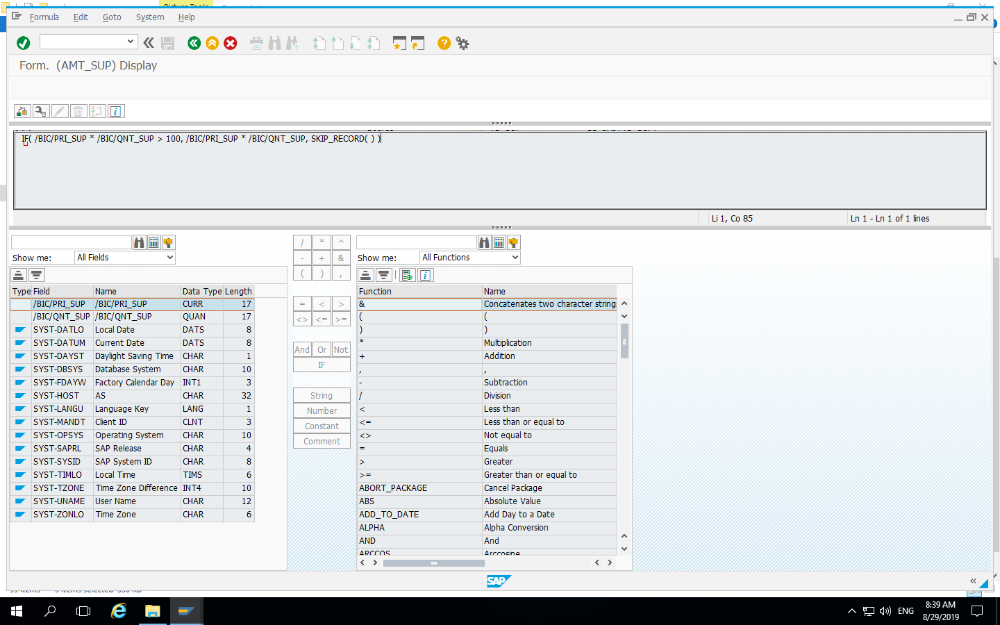 Formula Edit Goto System Help
Form. (AMT_SUP) Display
IF( /BIC/PRI_SUP * /BIC/QNT_SUP > 100, /BIC/PRI_SUP * /BIC/QNT_SUP, SKIP_RECORD( ) )
Li 1, Co 85 Ln 1 - Ln 1 of 1 lines
Show me: All Fields
Type Field Name Data Type Length
/BIC/PRI_SUP /BIC/PRI_SUP CURR 17
/BIC/QNT_SUP /BIC/QNT_SUP QUAN 17
SYST-DATLO Local Date DATS 8
SYST-DATUM Current Date DATS 8
SYST-DAYST Daylight Saving Time CHAR 1
SYST-DBSYS Database System CHAR 10
SYST-FDAYW Factory Calendar Day INT1 3
SYST-HOST AS CHAR 32
SYST-LANGU Language Key LANG 1
SYST-MANDT Client ID CLNT 3
SYST-OPSYS Operating System CHAR 10
SYST-SAPRL SAP Release CHAR 4
SYST-SYSID SAP System ID CHAR 8
SYST-TIMLO Local Time TIMS 6
SYST-TZONE Time Zone Difference INT4 10
SYST-UNAME User Name CHAR 12
SYST-ZONLO Time Zone CHAR 6
/ * ^
- + &
( ) ,
= < >
<> <= >=
And Or Not
IF
String
Number
Constant
Comment
Show me: All Functions
Function Name
& Concatenates two character strings
( (
) )
* Multiplication
+ Addition
, ,
- Subtraction
/ Division
< Less than
<= Less than or equal to
<> Not equal to
= Equals
> Greater
>= Greater than or equal to
ABORT_PACKAGE Cancel Package
ABS Absolute Value
ADD_TO_DATE Add Day to a Date
ALPHA Alpha Conversion
AND And
ARCCOS Arccosine
SAP
ENG
8:39 AM
8/29/2019